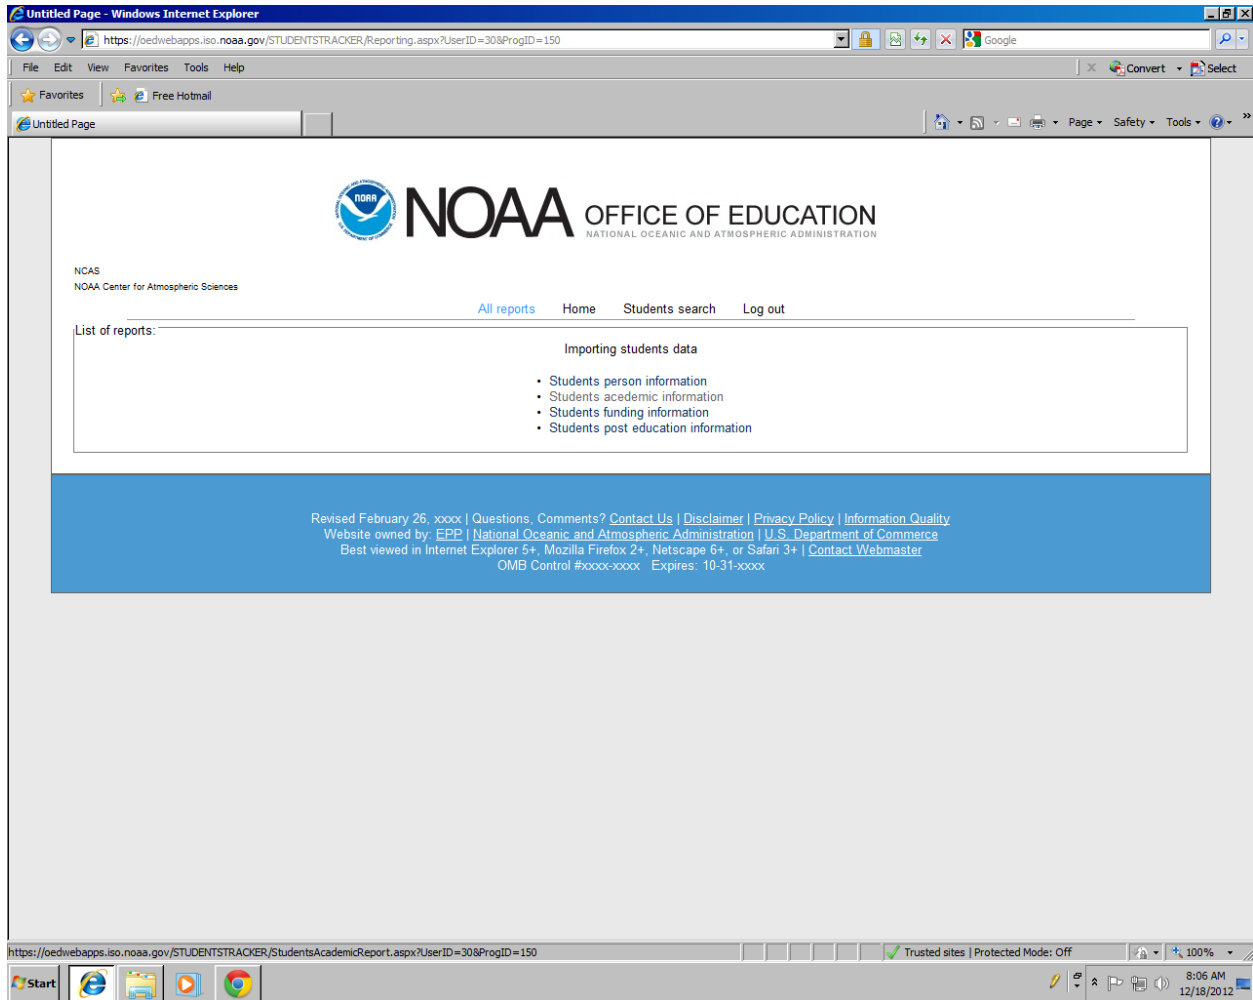 Untitled Page - Windows Internet Explorer
https://oedwebapps.iso.noaa.gov/STUDENTSTRACKER/Reporting.aspx?UserID=30&ProgID=150
Google
File Edit View Favorites Tools Help
Convert Select
Favorites Free Hotmail
Untitled Page
Page Safety Tools
NOAA
NOAA OFFICE OF EDUCATION
NATIONAL OCEANIC AND ATMOSPHERIC ADMINISTRATION
NCAS
NOAA Center for Atmospheric Sciences
All reports Home Students search Log out
List of reports:
Importing students data
• Students person information
• Students acedemic information
• Students funding information
• Students post education information
Revised February 26, xxxx | Questions, Comments? Contact Us | Disclaimer | Privacy Policy | Information Quality
Website owned by: EPP | National Oceanic and Atmospheric Administration | U.S. Department of Commerce
Best viewed in Internet Explorer 5+, Mozilla Firefox 2+, Netscape 6+, or Safari 3+ | Contact Webmaster
OMB Control #xxxx-xxxx Expires: 10-31-xxxx
https://oedwebapps.iso.noaa.gov/STUDENTSTRACKER/StudentsAcademicReport.aspx?UserID=30&ProgID=150
Trusted sites | Protected Mode: Off
100%
Start
8:06 AM
12/18/2012